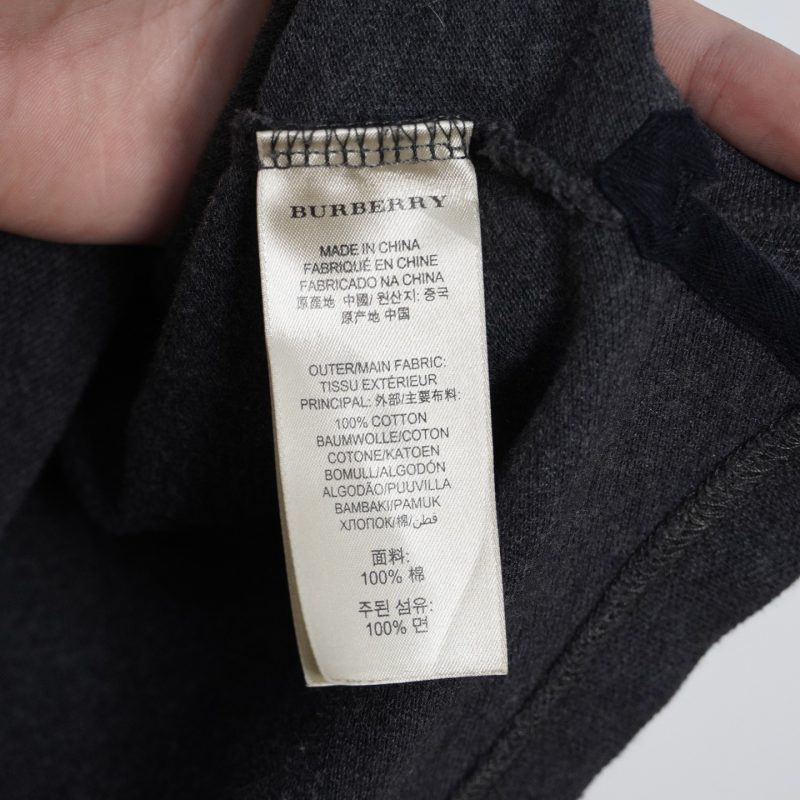 BURBERRY
MADE IN CHINA
FABRIQUÉ EN CHINE
FABRICADO NA CHINA
原産地 中國/ 원산지: 중국
原产地 中国
OUTER/MAIN FABRIC:
TISSU EXTÉRIEUR
PRINCIPAL: 外部/主要布料:
100% COTTON
BAUMWOLLE/COTON
COTONE/KATOEN
BOMULL/ALGODÓN
ALGODÃO/PUUVILLA
BAMBAKI/PAMUK
ХЛОПОК/棉/قطن
面料:
100% 棉
주된 섬유:
100% 면